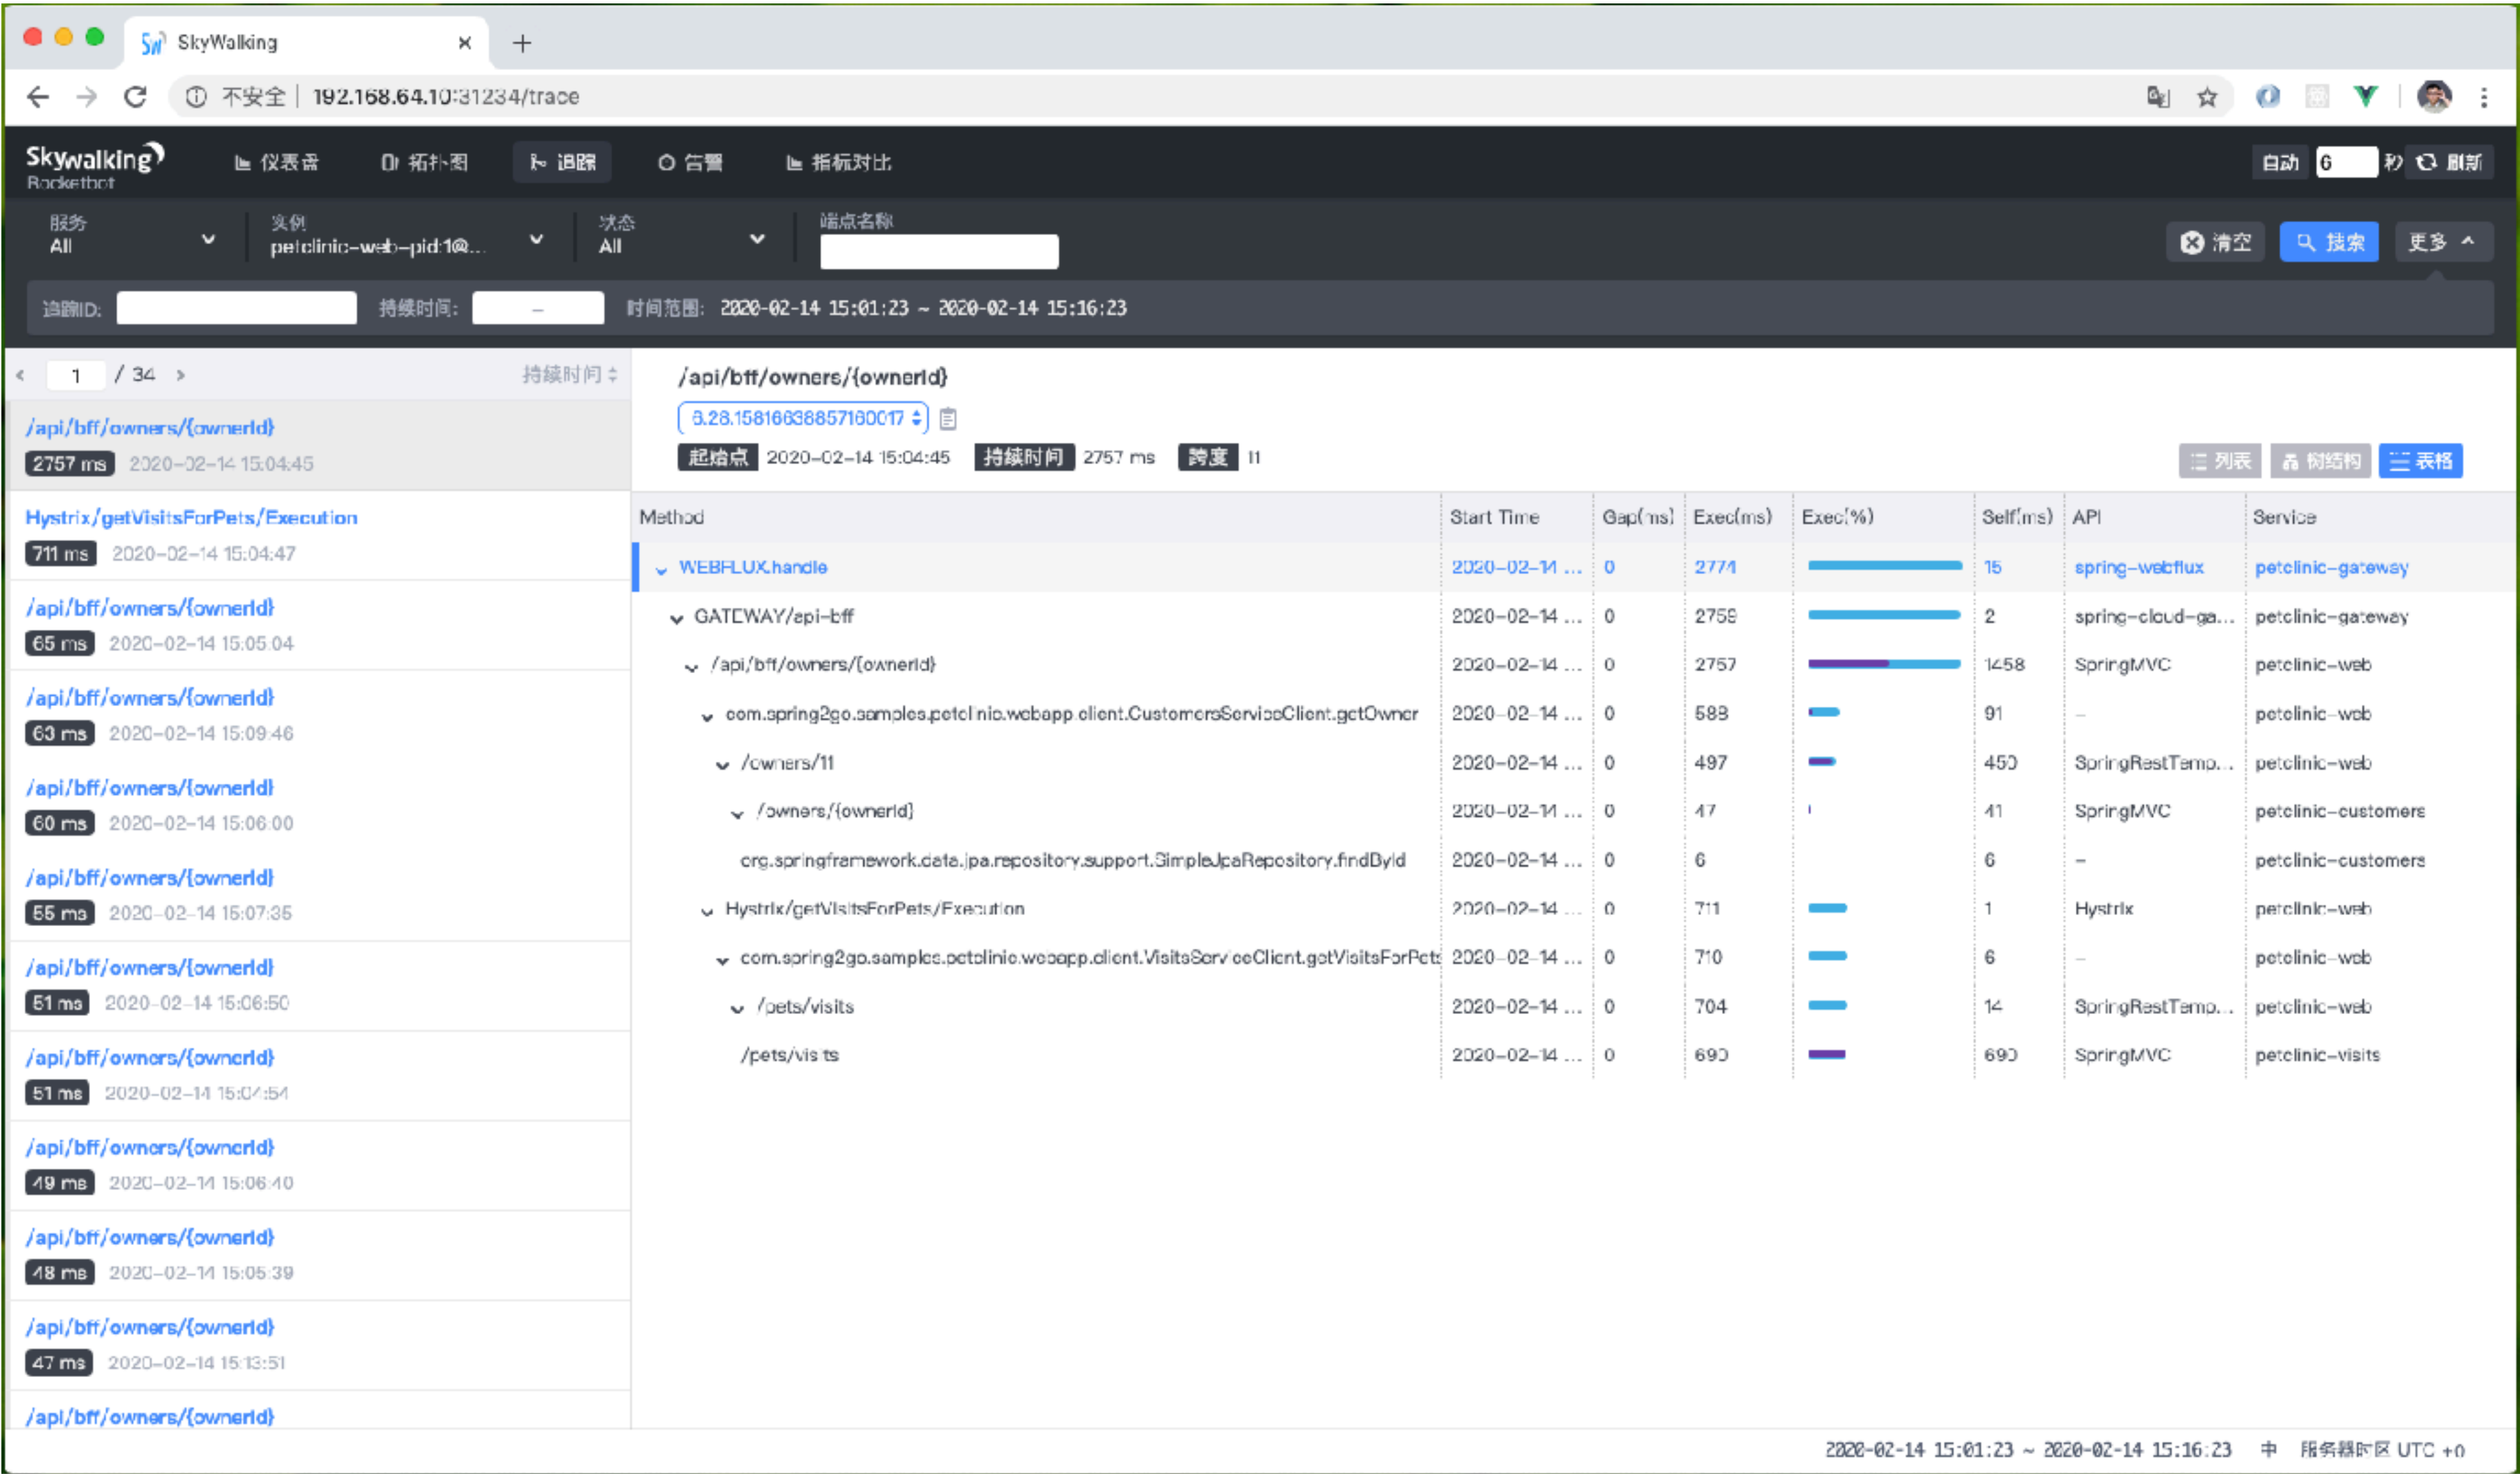 SkyWalking
不安全 192.168.64.10:31234/trace
Skywalking
Rocketbot
仪表盘 拓扑图 追踪 告警 指标对比 自动 6 秒 刷新
服务 实例 状态 端点名称
All petclinic-web-pid:1@... All
清空 搜索 更多
追踪ID: 持续时间: – 时间范围: 2020-02-14 15:01:23 ~ 2020-02-14 15:16:23
1 / 34 持续时间
/api/bff/owners/{ownerId}
2757 ms 2020-02-14 15:04:45
Hystrix/getVisitsForPets/Execution
711 ms 2020-02-14 15:04:47
/api/bff/owners/{ownerId}
65 ms 2020-02-14 15:05:04
/api/bff/owners/{ownerId}
63 ms 2020-02-14 15:09:46
/api/bff/owners/{ownerId}
60 ms 2020-02-14 15:06:00
/api/bff/owners/{ownerId}
55 ms 2020-02-14 15:07:35
/api/bff/owners/{ownerId}
51 ms 2020-02-14 15:06:50
/api/bff/owners/{ownerId}
51 ms 2020-02-14 15:04:54
/api/bff/owners/{ownerId}
49 ms 2020-02-14 15:06:40
/api/bff/owners/{ownerId}
48 ms 2020-02-14 15:05:39
/api/bff/owners/{ownerId}
47 ms 2020-02-14 15:13:51
/api/bff/owners/{ownerId}
/api/bff/owners/{ownerId}
6.28.15816638857160017
起始点 2020-02-14 15:04:45 持续时间 2757 ms 跨度 11
列表 树结构 表格
Method Start Time Gap(ms) Exec(ms) Exec(%) Self(ms) API Service
WEBFLUX.handle 2020-02-14 ... 0 2774 15 spring-webflux petclinic-gateway
GATEWAY/api-bff 2020-02-14 ... 0 2759 2 spring-cloud-ga... petclinic-gateway
/api/bff/owners/{ownerId} 2020-02-14 ... 0 2757 1458 SpringMVC petclinic-web
com.spring2go.samples.petclinic.webapp.client.CustomersServiceClient.getOwner 2020-02-14 ... 0 588 91 – petclinic-web
/owners/11 2020-02-14 ... 0 497 450 SpringRestTemp... petclinic-web
/owners/{ownerId} 2020-02-14 ... 0 47 41 SpringMVC petclinic-customers
org.springframework.data.jpa.repository.support.SimpleJpaRepository.findById 2020-02-14 ... 0 6 6 – petclinic-customers
Hystrix/getVisitsForPets/Execution 2020-02-14 ... 0 711 1 Hystrix petclinic-web
com.spring2go.samples.petclinic.webapp.client.VisitsServiceClient.getVisitsForPets 2020-02-14 ... 0 710 6 – petclinic-web
/pets/visits 2020-02-14 ... 0 704 14 SpringRestTemp... petclinic-web
/pets/visits 2020-02-14 ... 0 690 690 SpringMVC petclinic-visits
2020-02-14 15:01:23 ~ 2020-02-14 15:16:23 中 服务器时区 UTC +0